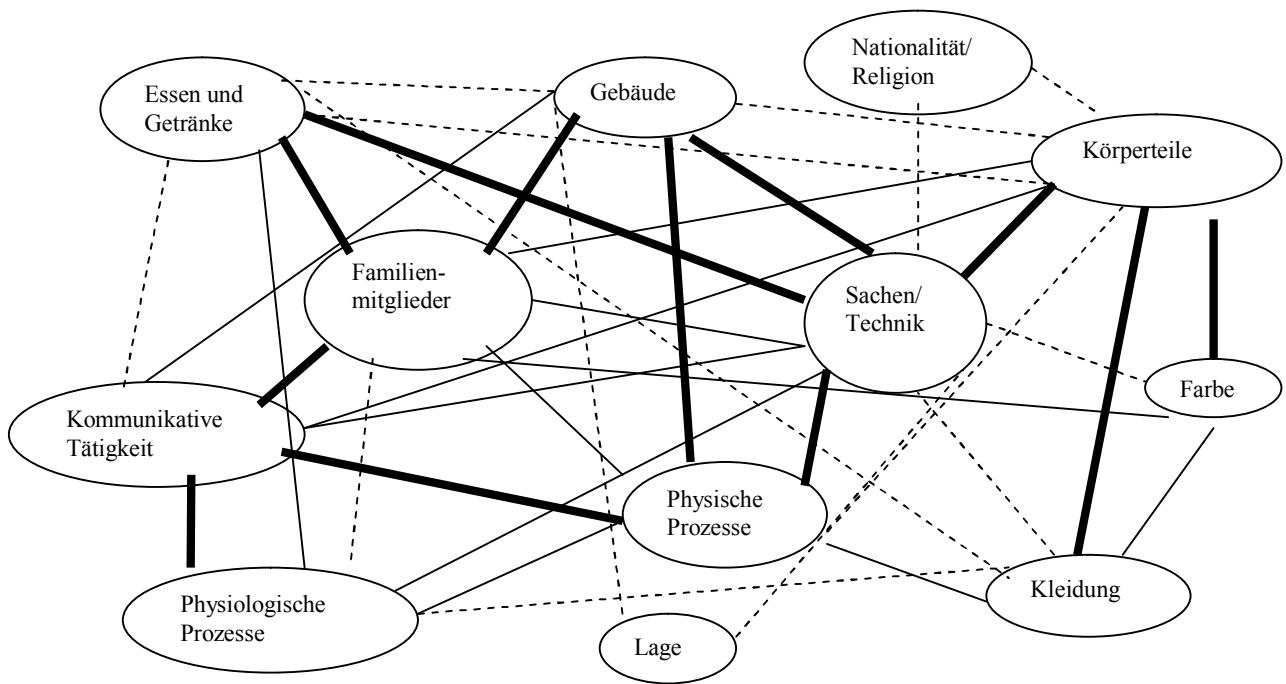 Nationalität/
Religion
Essen und
Getränke
Gebäude
Körperteile
Familien-
mitglieder
Sachen/
Technik
Farbe
Kommunikative
Tätigkeit
Physische
Prozesse
Kleidung
Physiologische
Prozesse
Lage